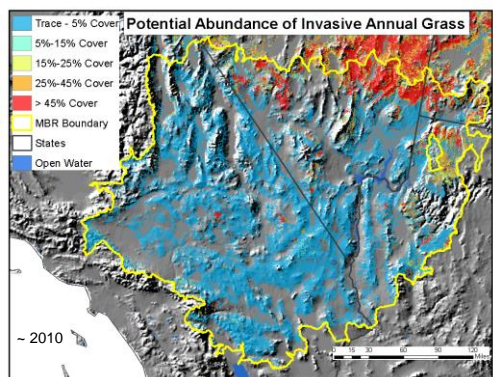 Potential Abundance of Invasive Annual Grass
Trace - 5% Cover
5%-15% Cover
15%-25% Cover
25%-45% Cover
> 45% Cover
MBR Boundary
States
Open Water
~ 2010
0 15 30 60 90 120
Miles